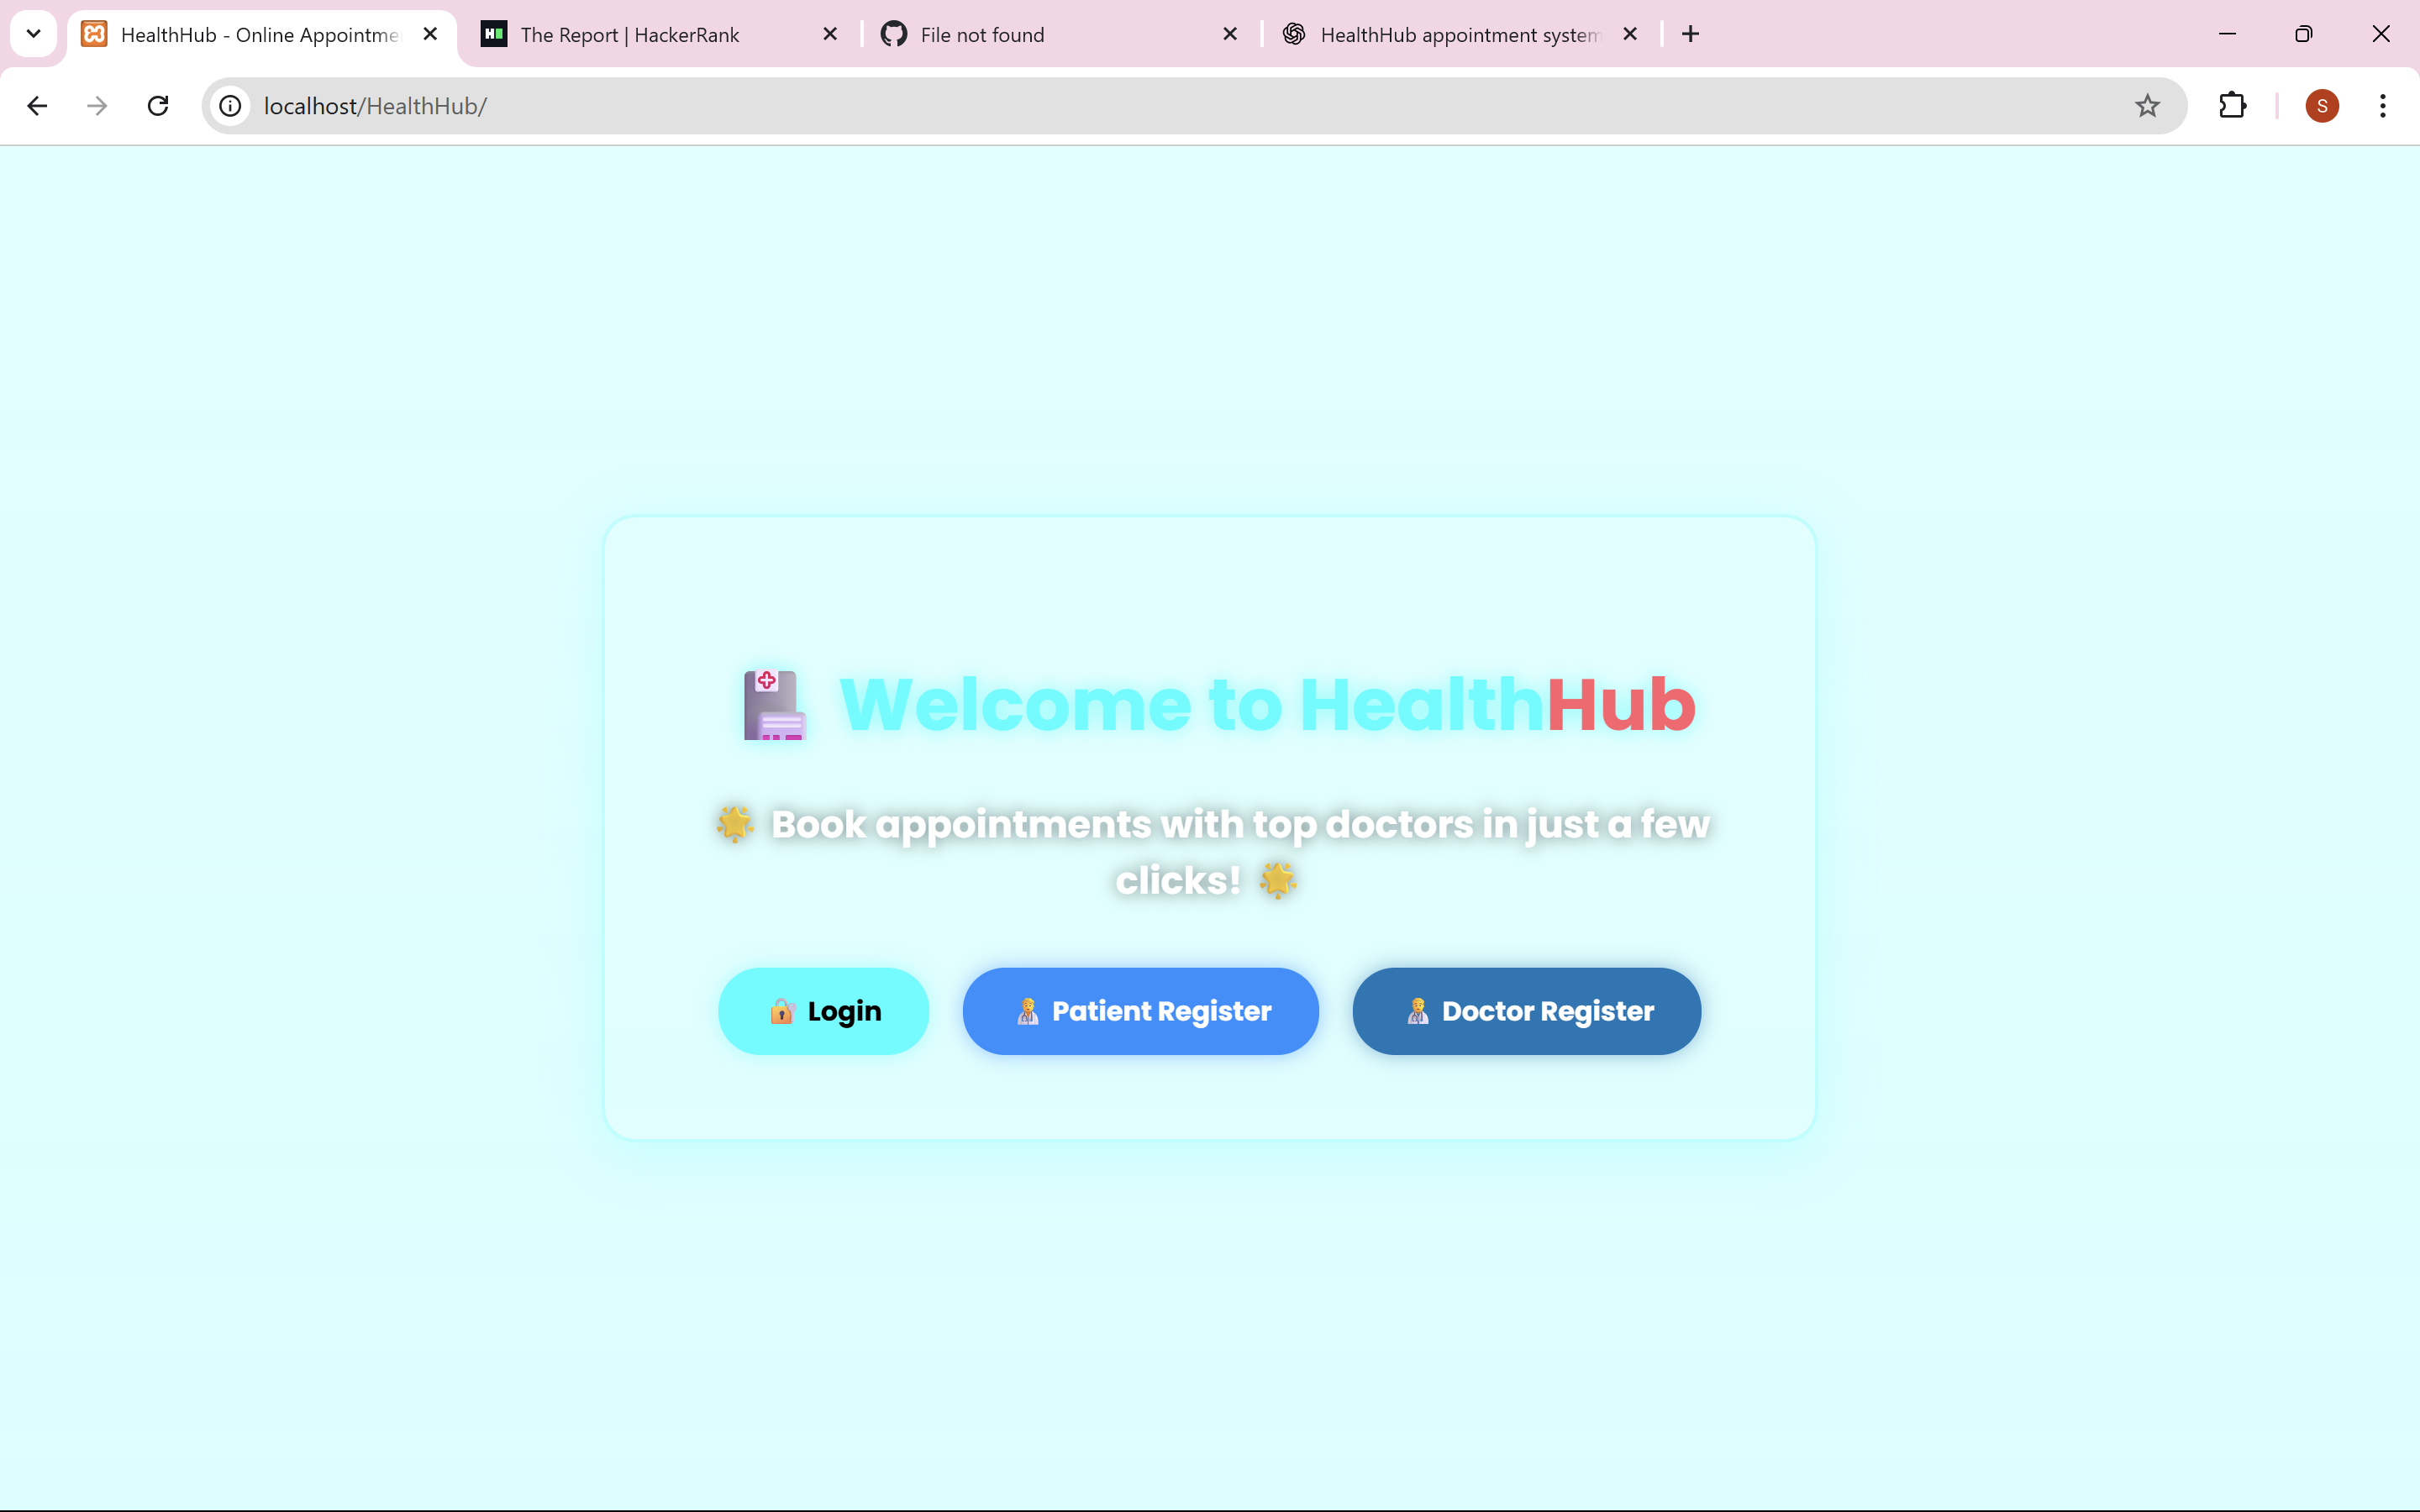 HealthHub - Online Appointme
The Report | HackerRank
File not found
HealthHub appointment system
localhost/HealthHub/
S
Welcome to HealthHub
🌟 Book appointments with top doctors in just a few
clicks! 🌟
🔐 Login
Patient Register
Doctor Register